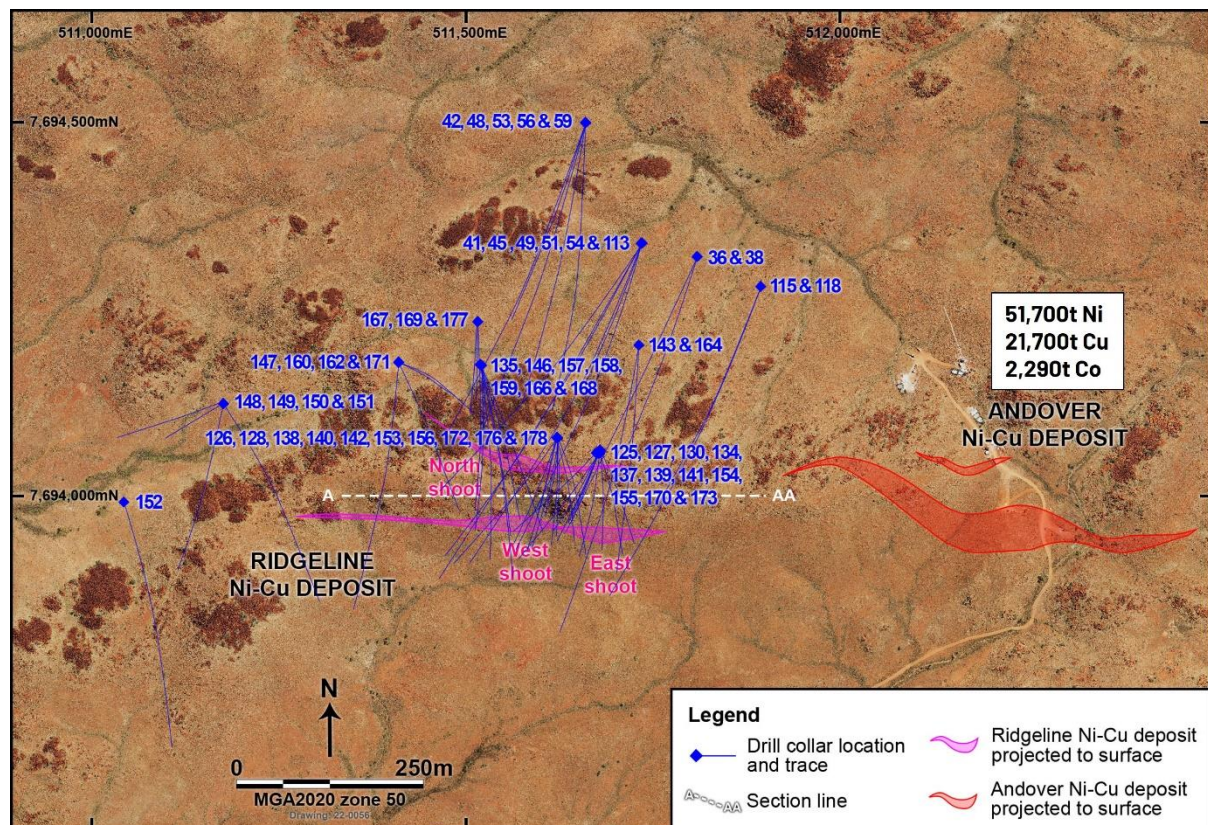 511,000mE
511,500mE
512,000mE
7,694,500mN
42, 48, 53, 56 & 59
41, 45 ,49, 51, 54 & 113
36 & 38
115 & 118
167, 169 & 177
143 & 164
147, 160, 162 & 171
135, 146, 157, 158,
159, 166 & 168
148, 149, 150 & 151
126, 128, 138, 140, 142, 153, 156, 172, 176 & 178
125, 127, 130, 134,
137, 139, 141, 154,
155, 170 & 173
51,700t Ni
21,700t Cu
2,290t Co
ANDOVER
Ni-Cu DEPOSIT
North
shoot
7,694,000mN
152
A
AA
RIDGELINE
Ni-Cu DEPOSIT
West
shoot
East
shoot
N
0
250m
MGA2020 zone 50
Drawing: 22-0056
Legend
Drill collar location
and trace
A
AA
Section line
Ridgeline Ni-Cu deposit
projected to surface
Andover Ni-Cu deposit
projected to surface